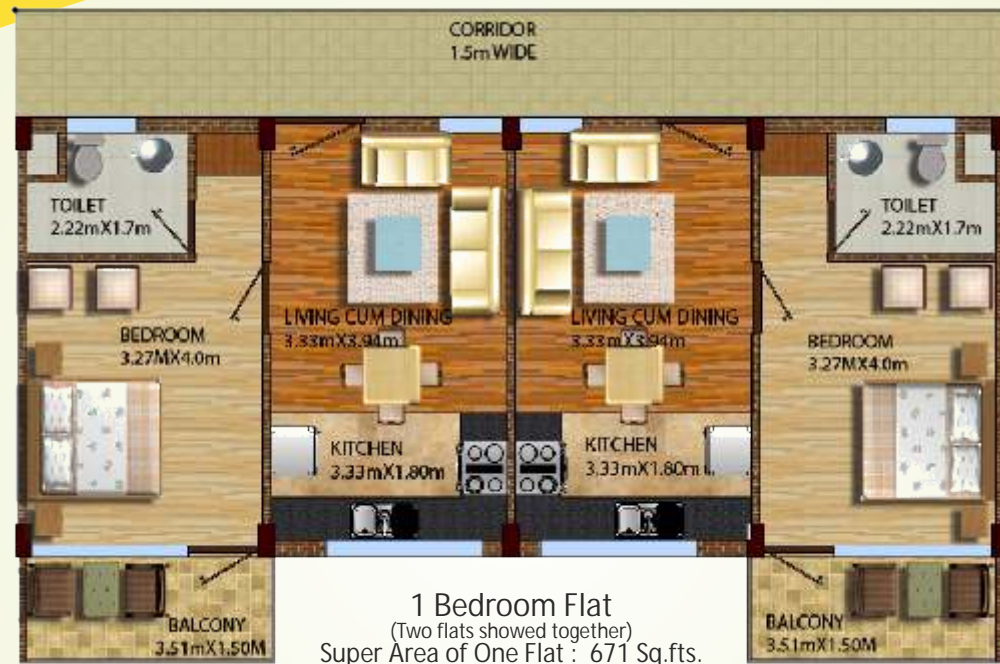 CORRIDOR
1.5m WIDE
TOILET
2.22mX1.7m
TOILET
2.22mX1.7m
LIVING CUM DINING
3.33mX3.94m
LIVING CUM DINING
3.33mX3.94m
BEDROOM
3.27MX4.0m
BEDROOM
3.27MX4.0m
KITCHEN
3.33mX1.80m
KITCHEN
3.33mX1.80m
BALCONY
3.51mX1.50M
BALCONY
3.51mX1.50M
1 Bedroom Flat
(Two flats showed together)
Super Area of One Flat : 671 Sq.fts.